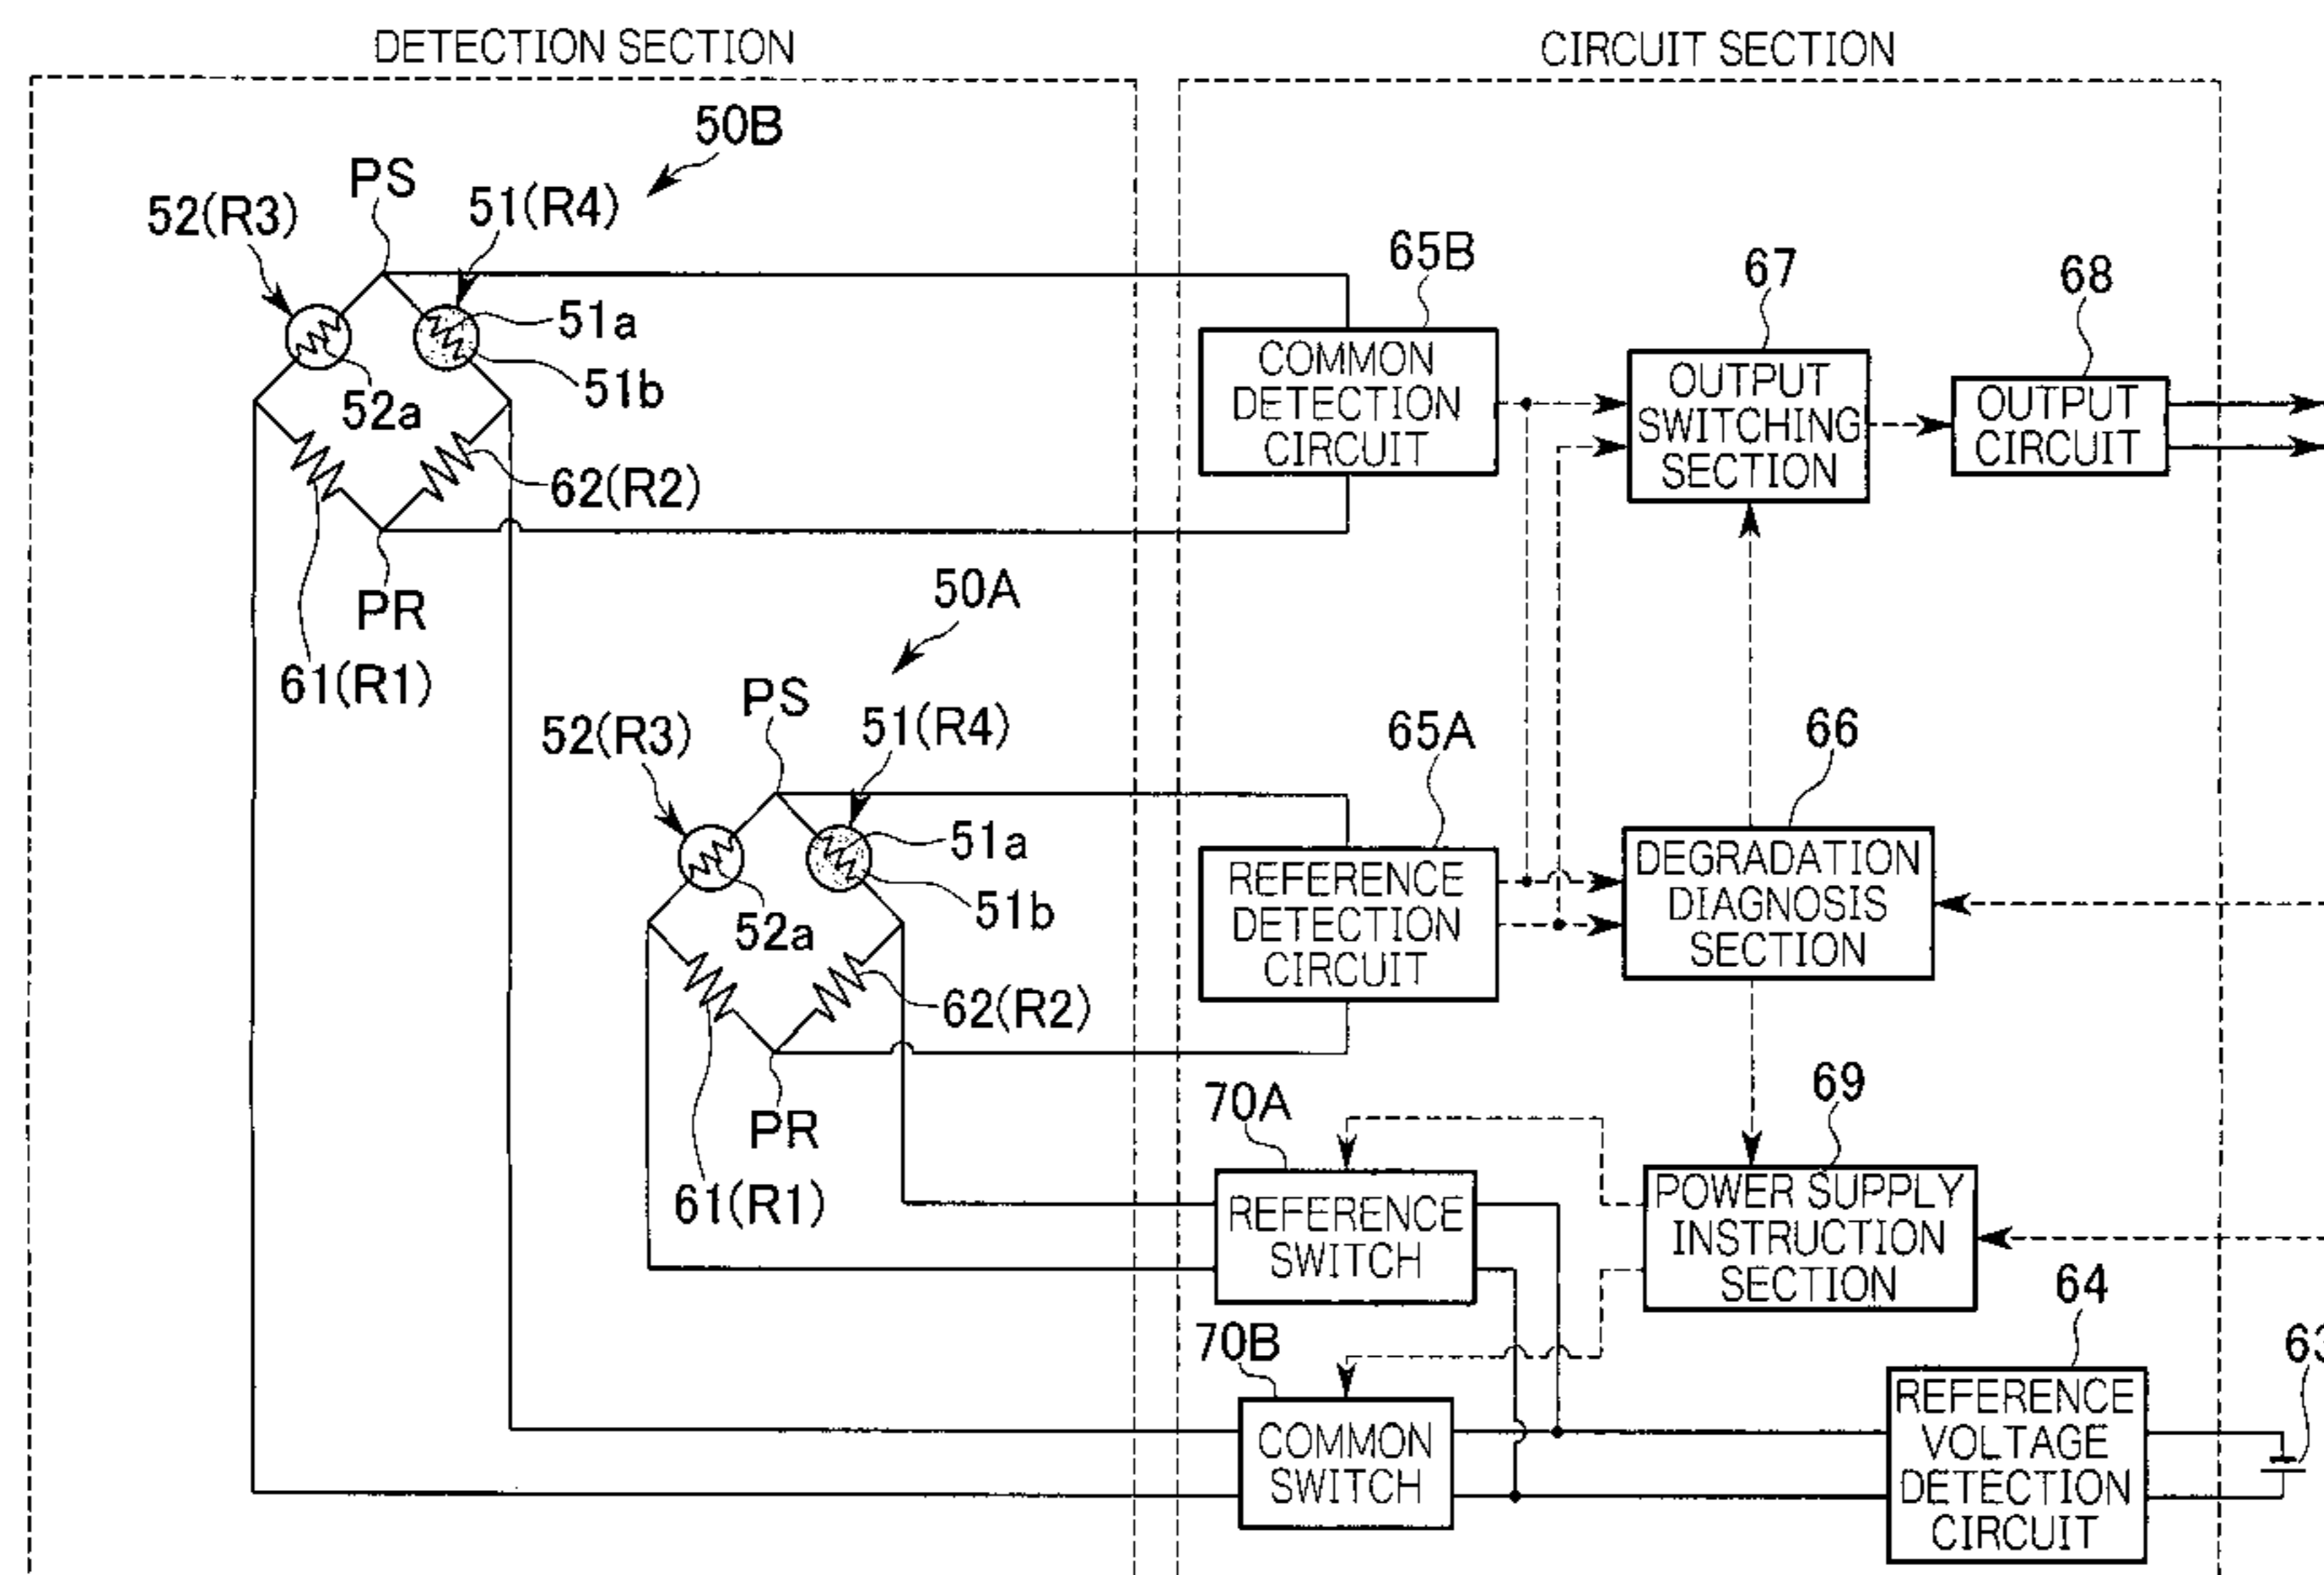 DETECTION SECTION
CIRCUIT SECTION
50B
PS
52(R3)
51(R4)
51a
51b
52a
62(R2)
PR
61(R1)
65B
COMMON
DETECTION
CIRCUIT
67
OUTPUT
SWITCHING
SECTION
68
OUTPUT
CIRCUIT
50A
PS
52(R3)
51(R4)
51a
51b
52a
62(R2)
PR
61(R1)
65A
REFERENCE
DETECTION
CIRCUIT
66
DEGRADATION
DIAGNOSIS
SECTION
70A
REFERENCE
SWITCH
69
POWER SUPPLY
INSTRUCTION
SECTION
70B
COMMON
SWITCH
64
REFERENCE
VOLTAGE
DETECTION
CIRCUIT
63